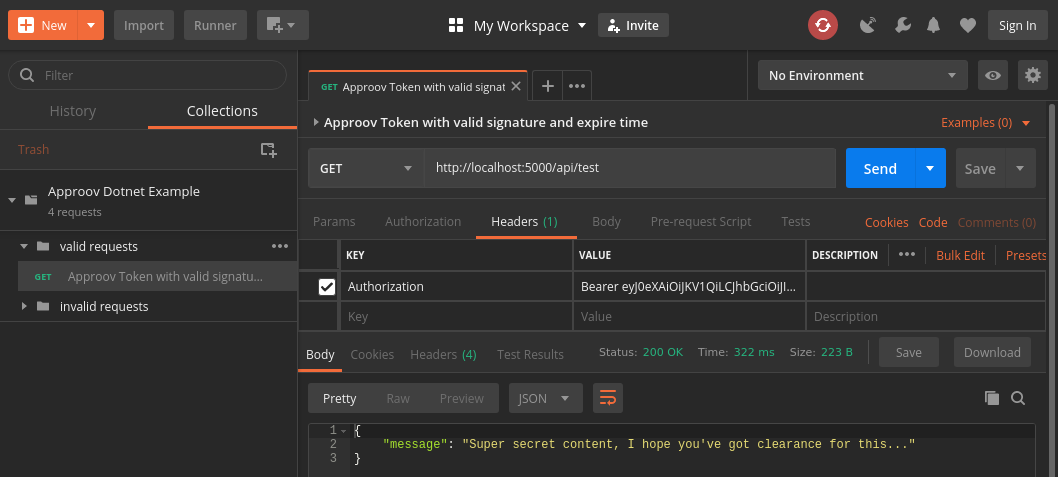 New
Import
Runner
My Workspace
Invite
Sign In
Filter
History
Collections
Trash
Approov Dotnet Example
4 requests
valid requests
GET Approov Token with valid signatu...
invalid requests
GET Approov Token with valid signat
No Environment
Approov Token with valid signature and expire time
Examples (0)
GET
http://localhost:5000/api/test
Send
Save
Params Authorization Headers (1) Body Pre-request Script Tests
Cookies Code Comments (0)
KEY VALUE DESCRIPTION
Bulk Edit Presets
Authorization Bearer eyJ0eXAiOiJKV1QiLCJhbGciOiJI...
Key Value Description
Body Cookies Headers (4) Test Results
Status: 200 OK Time: 322 ms Size: 223 B
Save Download
Pretty Raw Preview
JSON
1 {
2 "message": "Super secret content, I hope you've got clearance for this..."
3 }